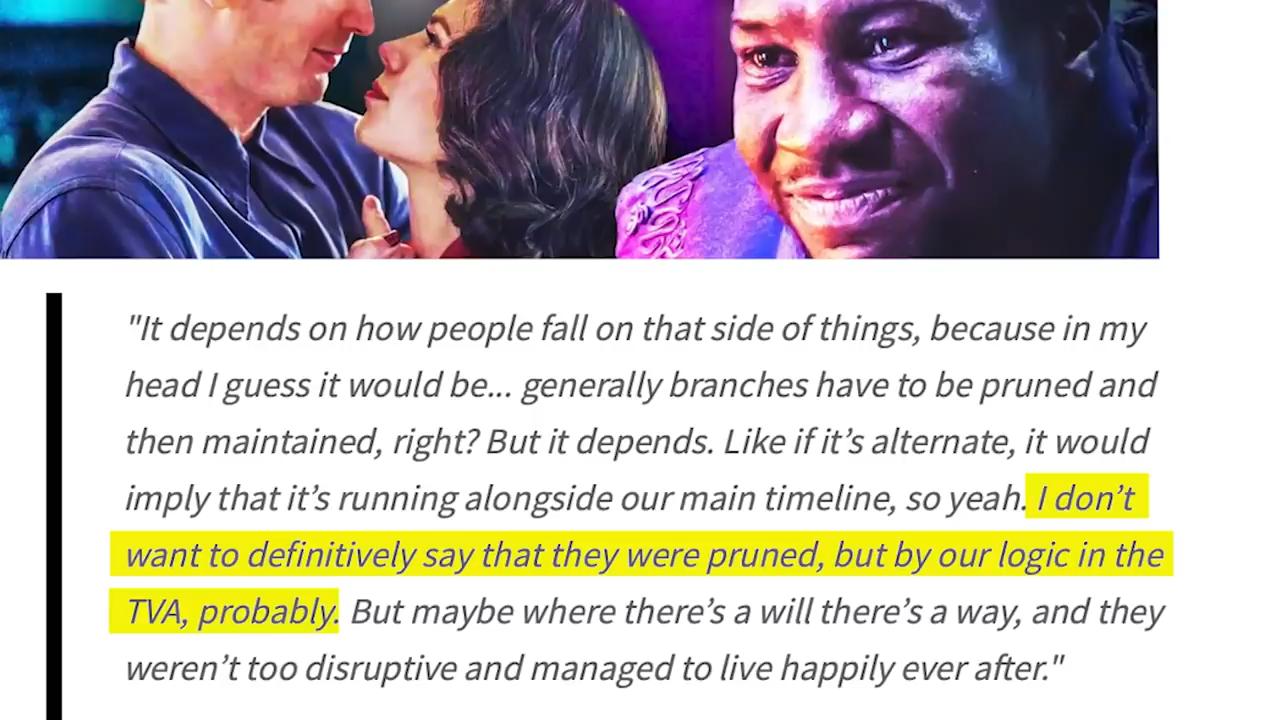 "It depends on how people fall on that side of things, because in my
head I guess it would be... generally branches have to be pruned and
then maintained, right? But it depends. Like if it’s alternate, it would
imply that it’s running alongside our main timeline, so yeah. I don’t
want to definitively say that they were pruned, but by our logic in the
TVA, probably. But maybe where there’s a will there’s a way, and they
weren’t too disruptive and managed to live happily ever after."